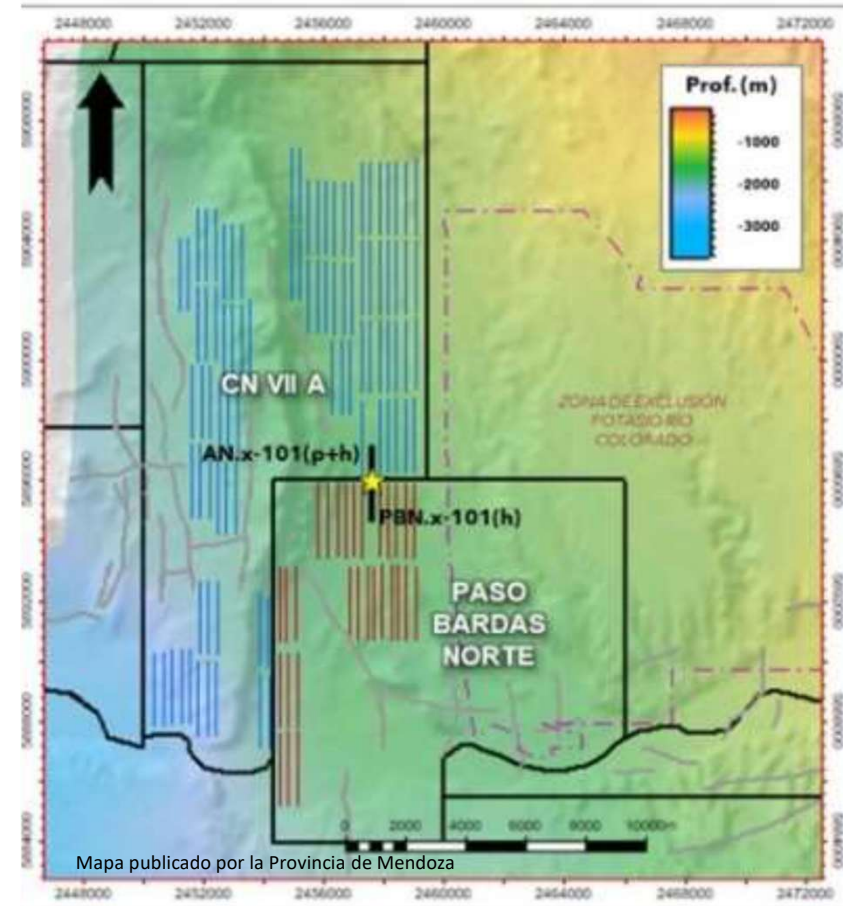 2448000 2452000 2456000 2460000 2464000 2468000 2472000
Prof.(m)
-1000
-2000
-3000
CN VII A
ZONA DE EXCLUSIÓN
POTASIO RIO
COLORADO
AN.x-101(p+h)
PBN.x-101(h)
PASO
BARDAS
NORTE
0 2000 4000 6000 8000 10000m
Mapa publicado por la Provincia de Mendoza
2448000 2452000 2456000 2460000 2464000 2468000 2472000